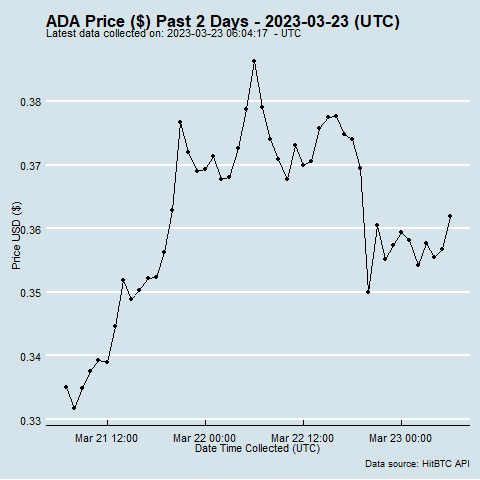 ADA Price ($) Past 2 Days - 2023-03-23 (UTC)
Latest data collected on: 2023-03-23 06:04:17 - UTC
0.38
0.37
0.36
0.35
0.34
0.33
Price USD ($)
Mar 21 12:00 Mar 22 00:00 Mar 22 12:00 Mar 23 00:00
Date Time Collected (UTC)
Data source: HitBTC API